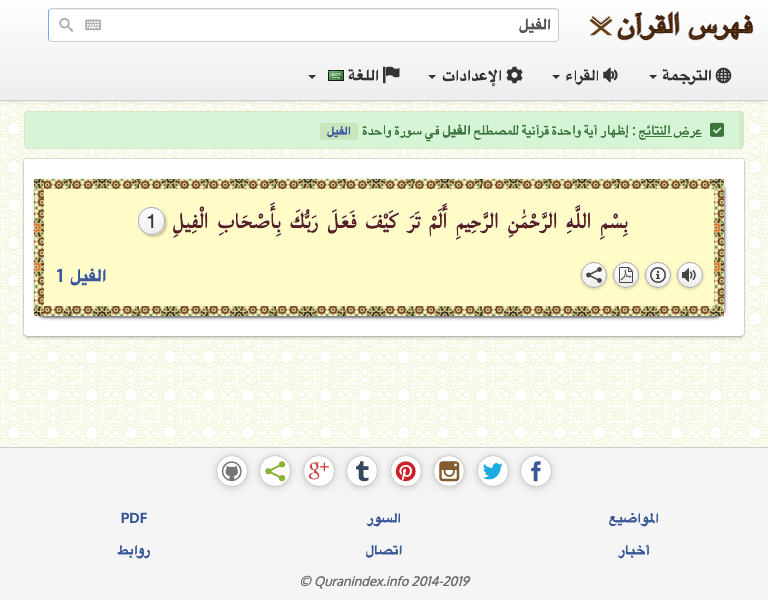 فهرس القرآن
الفيل
الترجمة
القراء
الإعدادات
اللغة
عرض النتائج : إظهار آية واحدة قرآنية للمصطلح الفيل في سورة واحدة الفيل
بِسْمِ اللَّهِ الرَّحْمَٰنِ الرَّحِيمِ أَلَمْ تَرَ كَيْفَ فَعَلَ رَبُّكَ بِأَصْحَابِ الْفِيلِ 1
الفيل 1
المواضيع
السور
PDF
أخبار
اتصال
روابط
© Quranindex.info 2014-2019